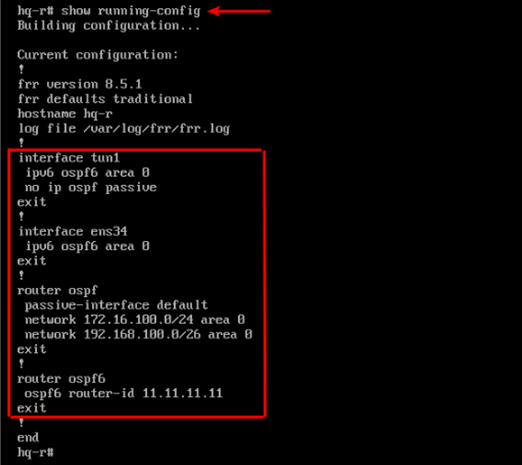 hq-r# show running-config
Building configuration...
Current configuration:
!
frr version 8.5.1
frr defaults traditional
hostname hq-r
log file /var/log/frr/frr.log
!
interface tun1
 ipv6 ospf6 area 0
 no ip ospf passive
exit
!
interface ens34
 ipv6 ospf6 area 0
exit
!
router ospf
 passive-interface default
 network 172.16.100.0/24 area 0
 network 192.168.100.0/26 area 0
exit
!
router ospf6
 ospf6 router-id 11.11.11.11
exit
!
end
hq-r#